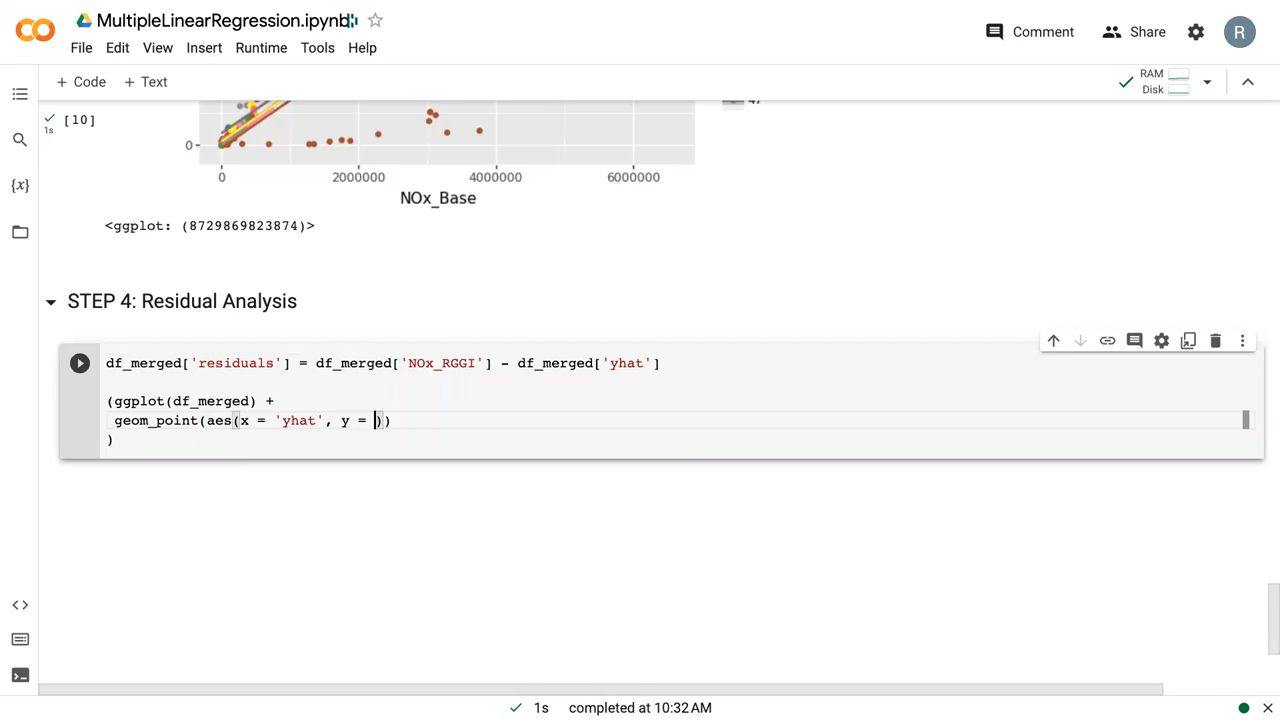 MultipleLinearRegression.ipynb
Comment
Share
R
File Edit View Insert Runtime Tools Help
+ Code + Text
RAM
Disk
[10]
1s
47
0
0 2000000 4000000 6000000
NOx_Base
<ggplot: (8729869823874)>
STEP 4: Residual Analysis
df_merged['residuals'] = df_merged['NOx_RGGI'] - df_merged['yhat']
(ggplot(df_merged) +
geom_point(aes(x = 'yhat', y = ))
)
{x}
1s completed at 10:32 AM